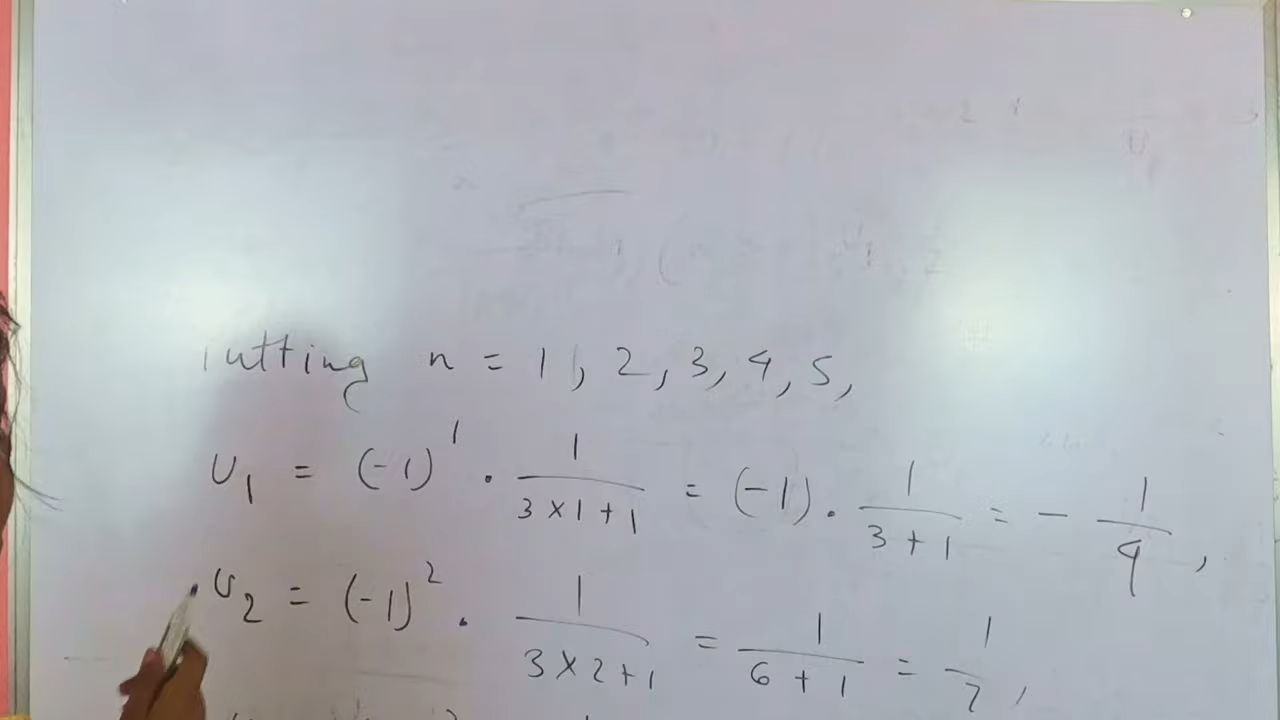 Putting n = 1, 2, 3, 4, 5,
U₁ = (-1)¹ · 1/(3×1+1) = (-1) · 1/(3+1) = - 1/4,
U₂ = (-1)² · 1/(3×2+1) = 1/(6+1) = 1/7,